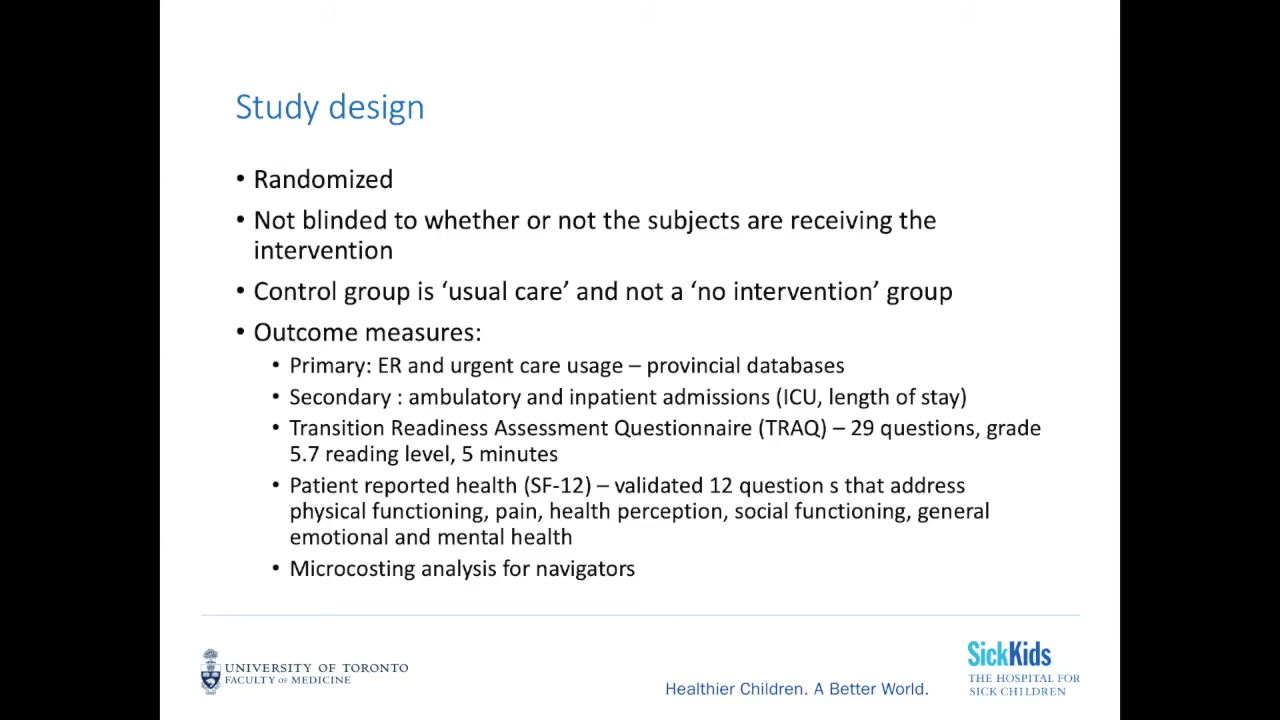 Study design
• Randomized
• Not blinded to whether or not the subjects are receiving the
intervention
• Control group is ‘usual care’ and not a ‘no intervention’ group
• Outcome measures:
• Primary: ER and urgent care usage – provincial databases
• Secondary : ambulatory and inpatient admissions (ICU, length of stay)
• Transition Readiness Assessment Questionnaire (TRAQ) – 29 questions, grade
5.7 reading level, 5 minutes
• Patient reported health (SF-12) – validated 12 question s that address
physical functioning, pain, health perception, social functioning, general
emotional and mental health
• Microcosting analysis for navigators
UNIVERSITY OF TORONTO
FACULTY OF MEDICINE
Healthier Children. A Better World.
SickKids
THE HOSPITAL FOR
SICK CHILDREN